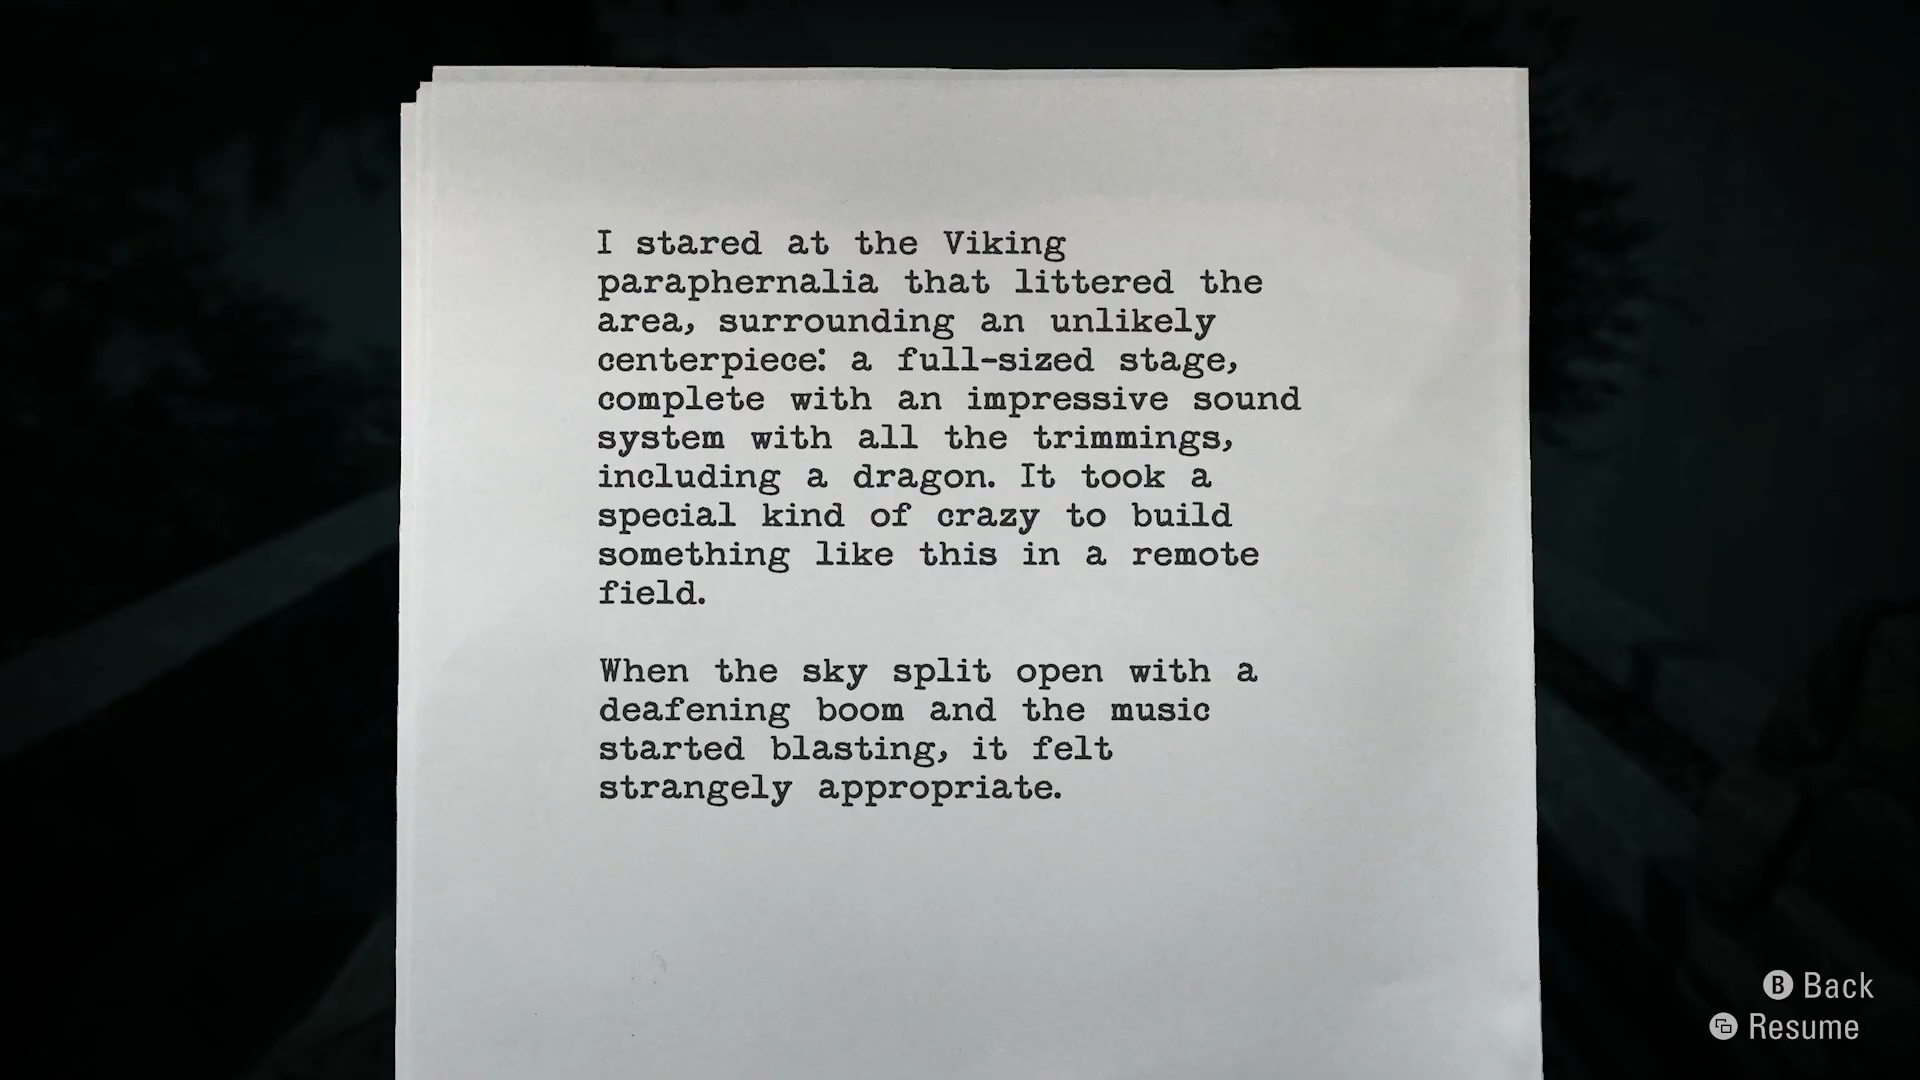 I stared at the Viking
paraphernalia that littered the
area, surrounding an unlikely
centerpiece: a full-sized stage,
complete with an impressive sound
system with all the trimmings,
including a dragon. It took a
special kind of crazy to build
something like this in a remote
field.
When the sky split open with a
deafening boom and the music
started blasting, it felt
strangely appropriate.
B Back
Resume